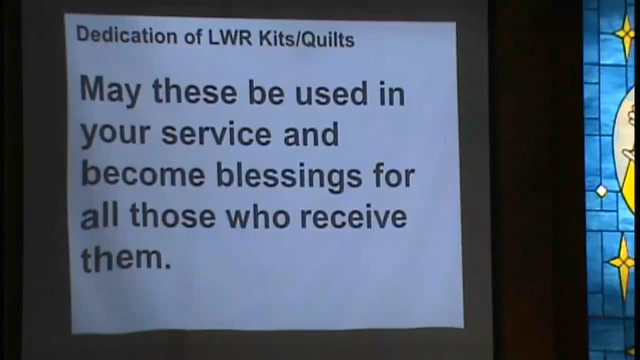 Dedication of LWR Kits/Quilts
May these be used in
your service and
become blessings for
all those who receive
them.